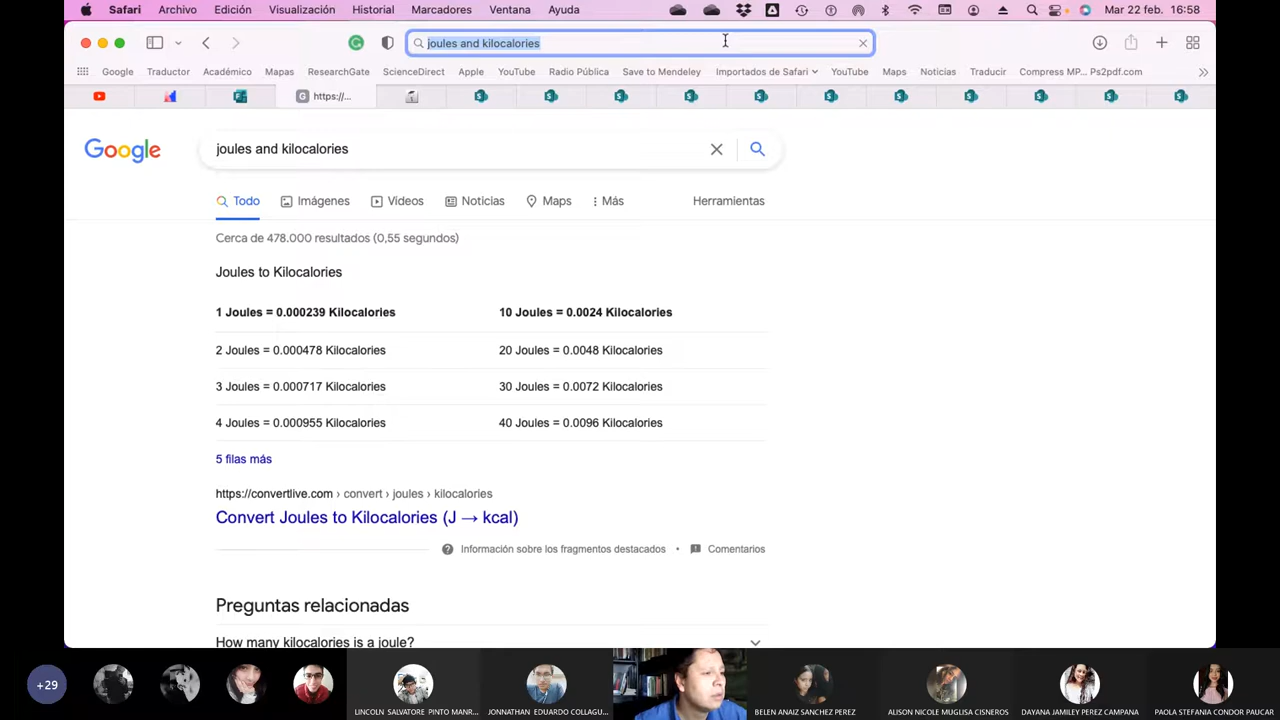 Safari Archivo Edición Visualización Historial Marcadores Ventana Ayuda Mar 22 feb. 16:58
joules and kilocalories
Google Traductor Académico Maps ResearchGate ScienceDirect Apple YouTube Radio Pública Save to Mendeley Importados de Safari YouTube Maps Noticias Traducir Compress MP... Ps2pdf.com
https://...
Google joules and kilocalories
Todo Imágenes Videos Noticias Maps Más Herramientas
Cerca de 478.000 resultados (0,55 segundos)
Joules to Kilocalories
1 Joules = 0.000239 Kilocalories 10 Joules = 0.0024 Kilocalories
2 Joules = 0.000478 Kilocalories 20 Joules = 0.0048 Kilocalories
3 Joules = 0.000717 Kilocalories 30 Joules = 0.0072 Kilocalories
4 Joules = 0.000955 Kilocalories 40 Joules = 0.0096 Kilocalories
5 filas más
https://convertlive.com › convert › joules › kilocalories
Convert Joules to Kilocalories (J → kcal)
Información sobre los fragmentos destacados • Comentarios
Preguntas relacionadas
How many kilocalories is a joule?
+29
LINCOLN_SALVATORE_PINTO MANR... JONNATHAN EDUARDO COLLAGU... BELEN ANAIZ SANCHEZ PEREZ ALISON NICOLE MUGLISA CISNEROS DAYANA JAMILEY PEREZ CAMPANA PAOLA STEFANIA CONDOR PAUCAR